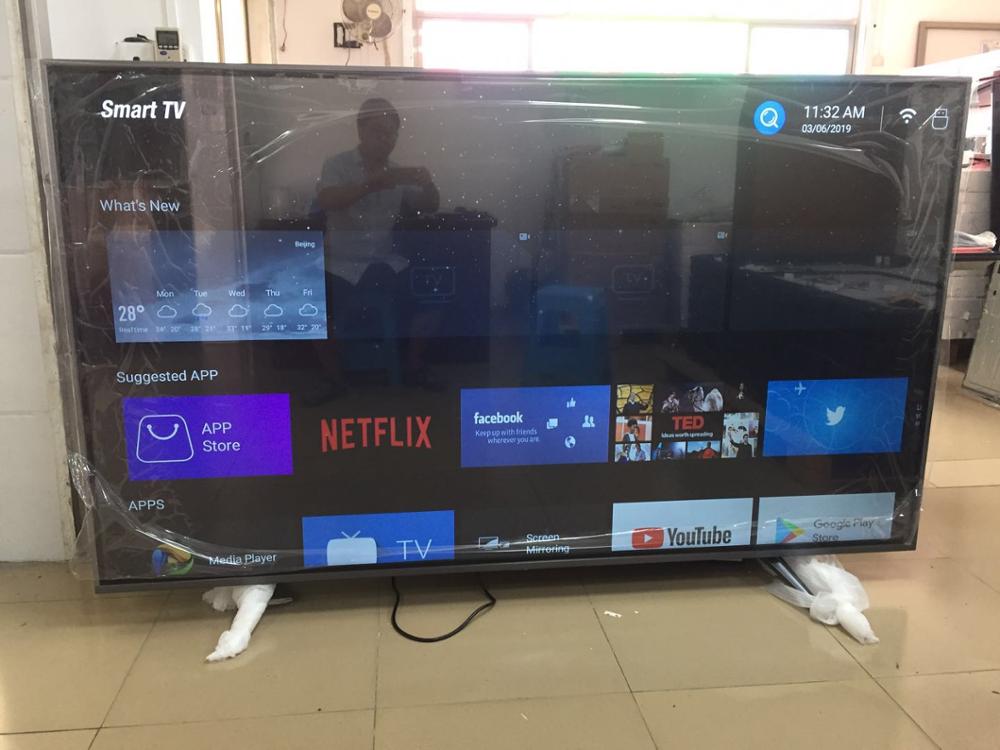 Smart TV
11:32 AM
03/06/2019
What's New
Beijing
Mon Tue Wed Thu Fri
28°
Realtime
Suggested APP
APP
Store
NETFLIX
facebook
Keep up with friends
wherever you are.
TED
Ideas worth spreading
APPS
Media Player
TV
Screen
Mirroring
YouTube
Google Play
Store